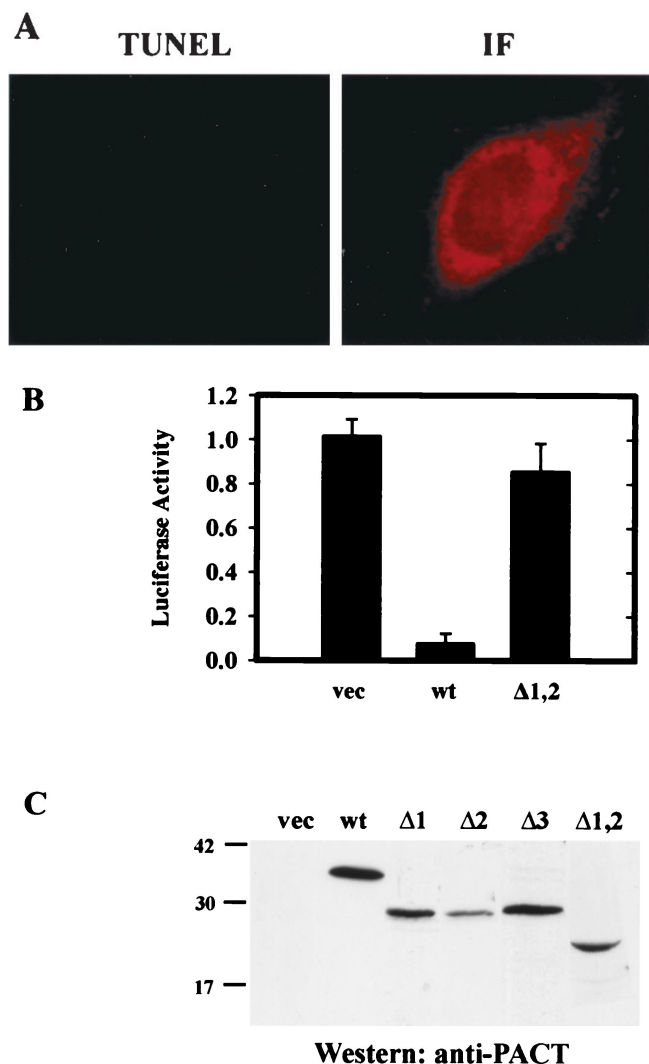 A
TUNEL IF
B
1.2
1.0
0.8
0.6
0.4
0.2
0.0
Luciferase Activity
vec wt Δ1,2
C
vec wt Δ1 Δ2 Δ3 Δ1,2
42
30
17
Western: anti-PACT